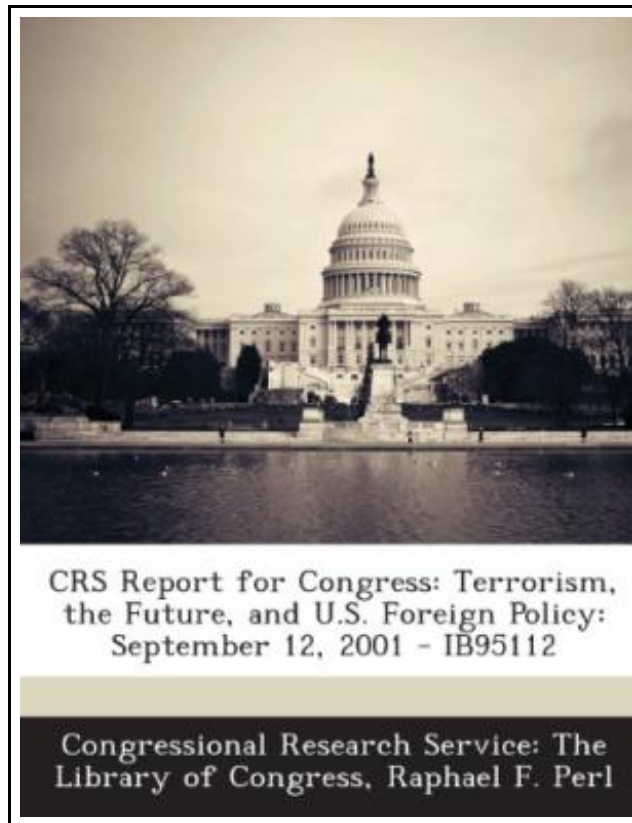 CRS Report for Congress: Terrorism,
the Future, and U.S. Foreign Policy:
September 12, 2001 - IB95112
Congressional Research Service: The
Library of Congress, Raphael F. Perl